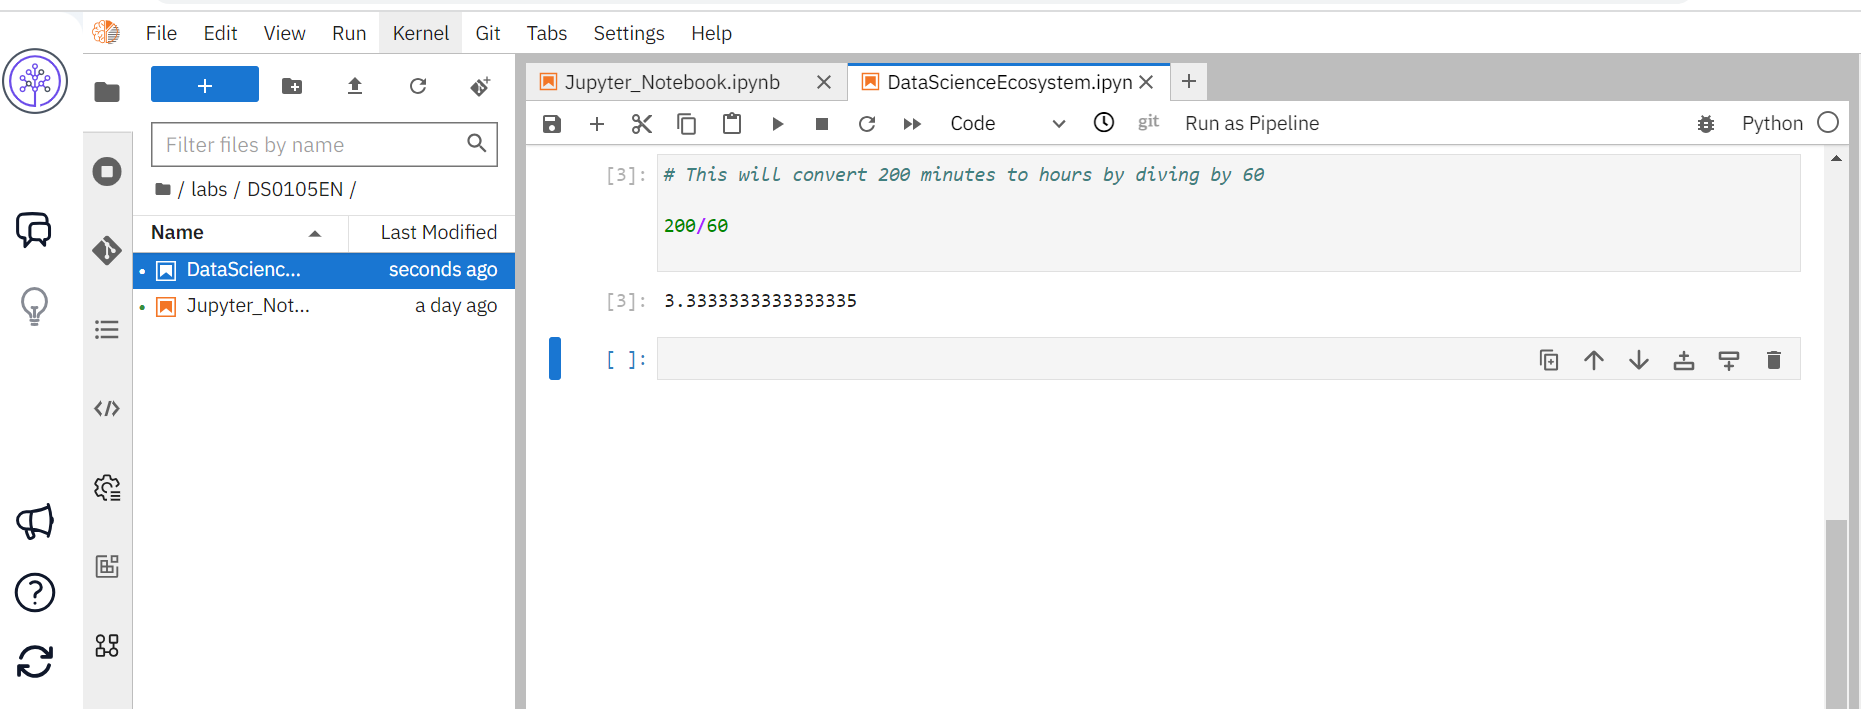 File Edit View Run Kernel Git Tabs Settings Help
+
Filter files by name
/ labs / DS0105EN /
Name Last Modified
DataScienc... seconds ago
Jupyter_Not... a day ago
Jupyter_Notebook.ipynb
DataScienceEcosystem.ipyn
Code
git
Run as Pipeline
Python
[3]: # This will convert 200 minutes to hours by diving by 60
200/60
[3]: 3.3333333333333335
[ ]: